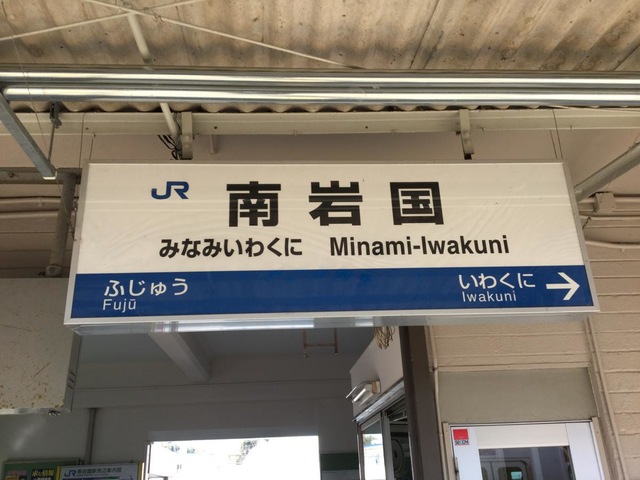 JR 南岩国
みなみいわくに Minami-Iwakuni
ふじゅう いわくに →
Fujū Iwakuni
JR